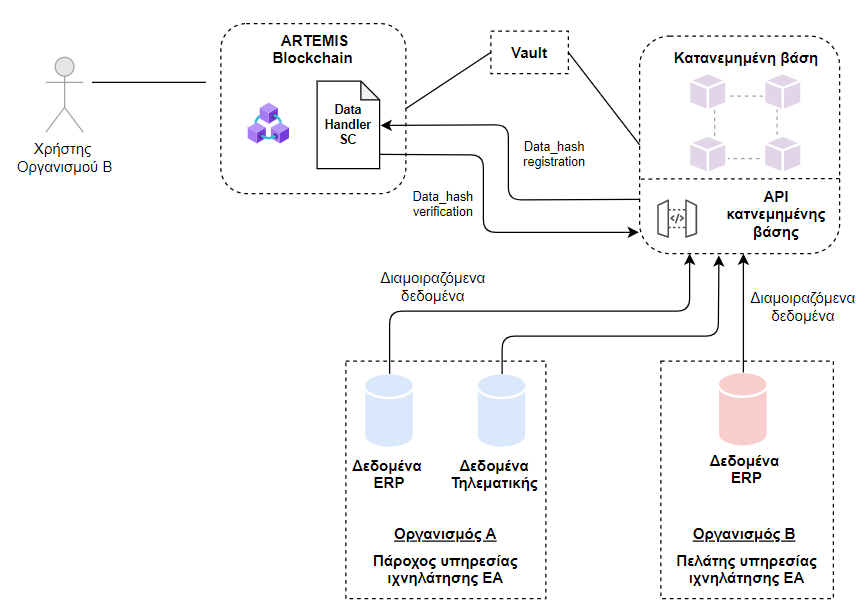 ARTEMIS
Blockchain
Vault
Κατανεμημένη βάση
Data
Handler
SC
Data_hash
registration
Χρήστης
Οργανισμού Β
Data_hash
verification
API
κατνεμημένης
βάσης
Διαμοιραζόμενα
δεδομένα
Διαμοιραζόμενα
δεδομένα
Δεδομένα
ERP
Δεδομένα
Τηλεματικής
Δεδομένα
ERP
Οργανισμός Α
Πάροχος υπηρεσίας
ιχνηλάτησης ΕΑ
Οργανισμός Β
Πελάτης υπηρεσίας
ιχνηλάτησης ΕΑ